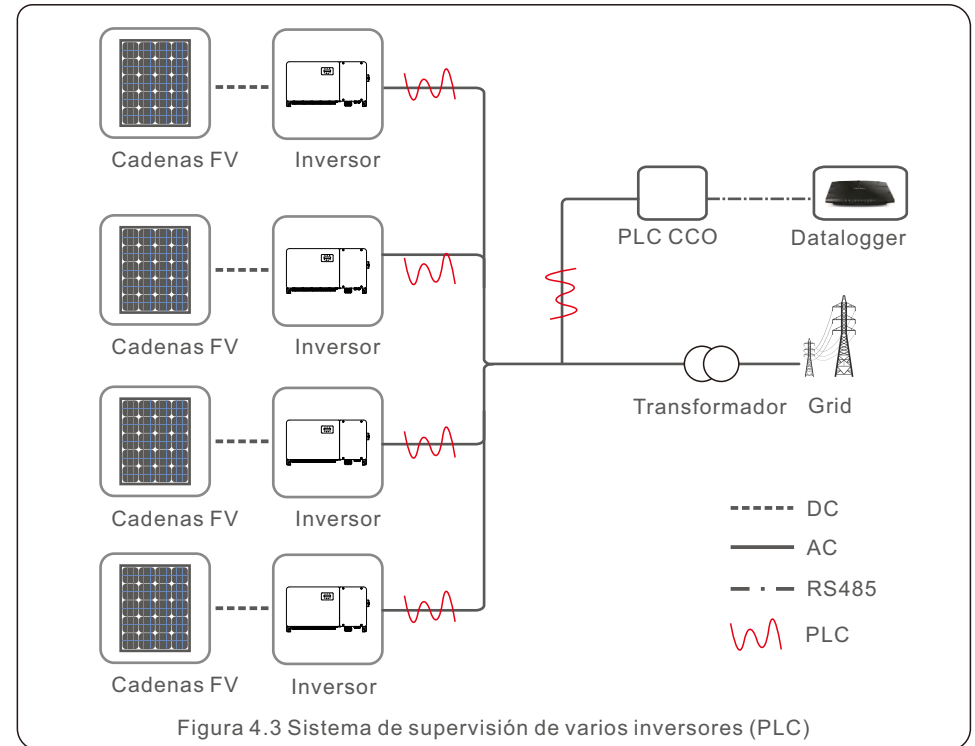 Cadenas FV
Inversor
PLC CCO
Datalogger
Cadenas FV
Inversor
Transformador
Grid
Cadenas FV
Inversor
DC
AC
RS485
PLC
Cadenas FV
Inversor
Figura 4.3 Sistema de supervisión de varios inversores (PLC)